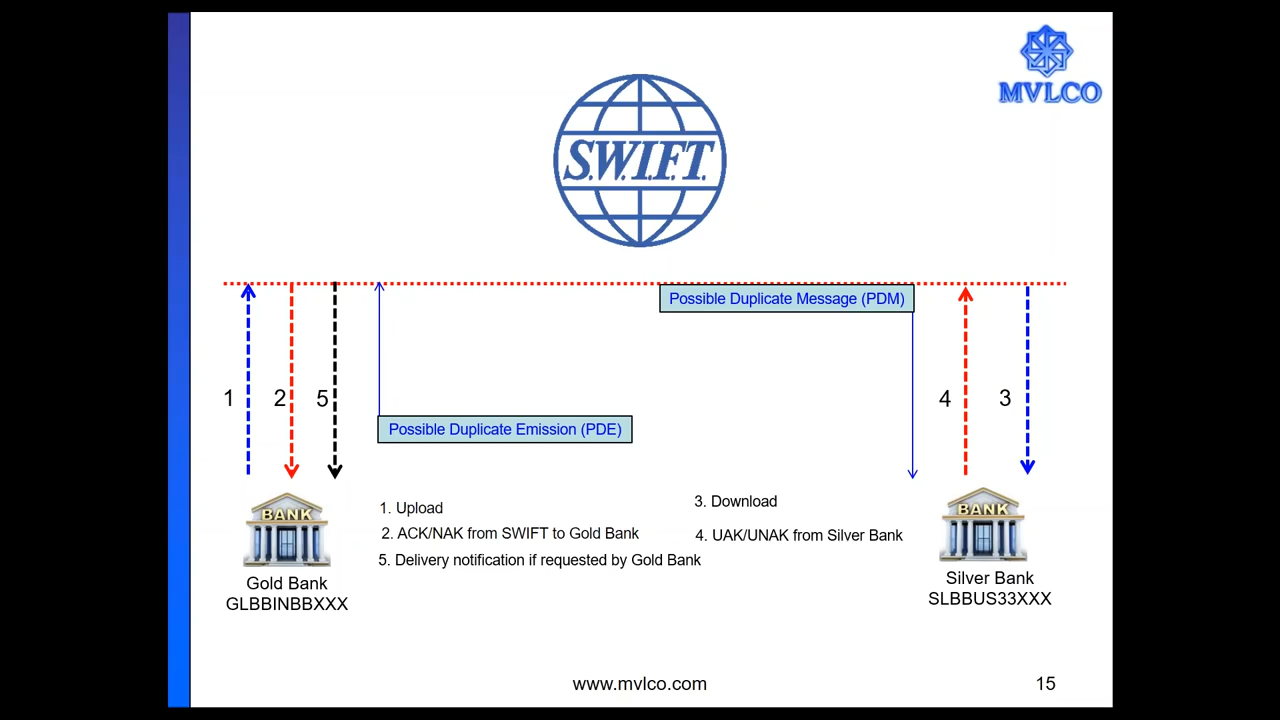 MVLCO
S.W.I.F.T.
Possible Duplicate Message (PDM)
1
2
5
4
3
Possible Duplicate Emission (PDE)
BANK
BANK
1. Upload
2. ACK/NAK from SWIFT to Gold Bank
5. Delivery notification if requested by Gold Bank
3. Download
4. UAK/UNAK from Silver Bank
Gold Bank
GLBBINBBXXX
Silver Bank
SLBBUS33XXX
www.mvlco.com
15